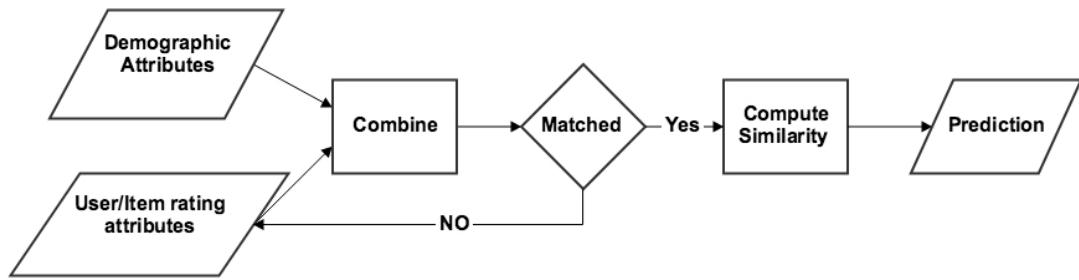 Demographic
Attributes
Combine
Matched
Yes
Compute
Similarity
Prediction
User/Item rating
attributes
NO